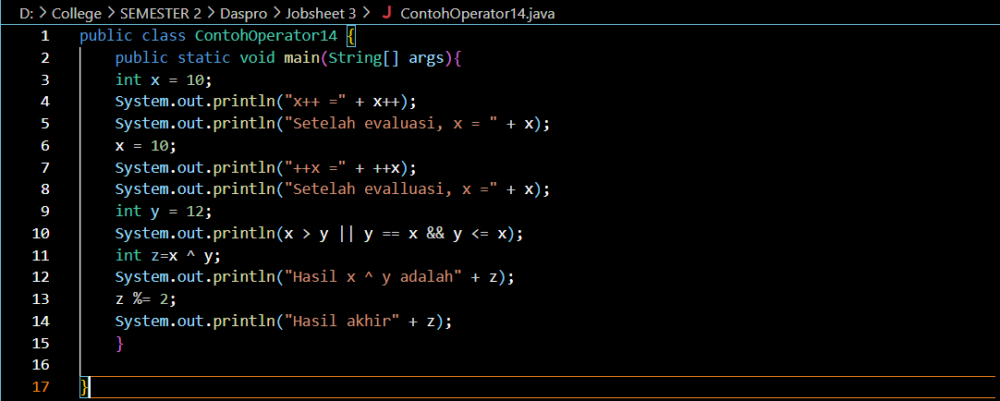 D: > College > SEMESTER 2 > Daspro > Jobsheet 3 > J ContohOperator14.java
1 public class ContohOperator14 {
2 public static void main(String[] args){
3 int x = 10;
4 System.out.println("x++ =" + x++);
5 System.out.println("Setelah evaluasi, x = " + x);
6 x = 10;
7 System.out.println("++x =" + ++x);
8 System.out.println("Setelah evalluasi, x =" + x);
9 int y = 12;
10 System.out.println(x > y || y == x && y <= x);
11 int z=x ^ y;
12 System.out.println("Hasil x ^ y adalah" + z);
13 z %= 2;
14 System.out.println("Hasil akhir" + z);
15 }
16
17 }